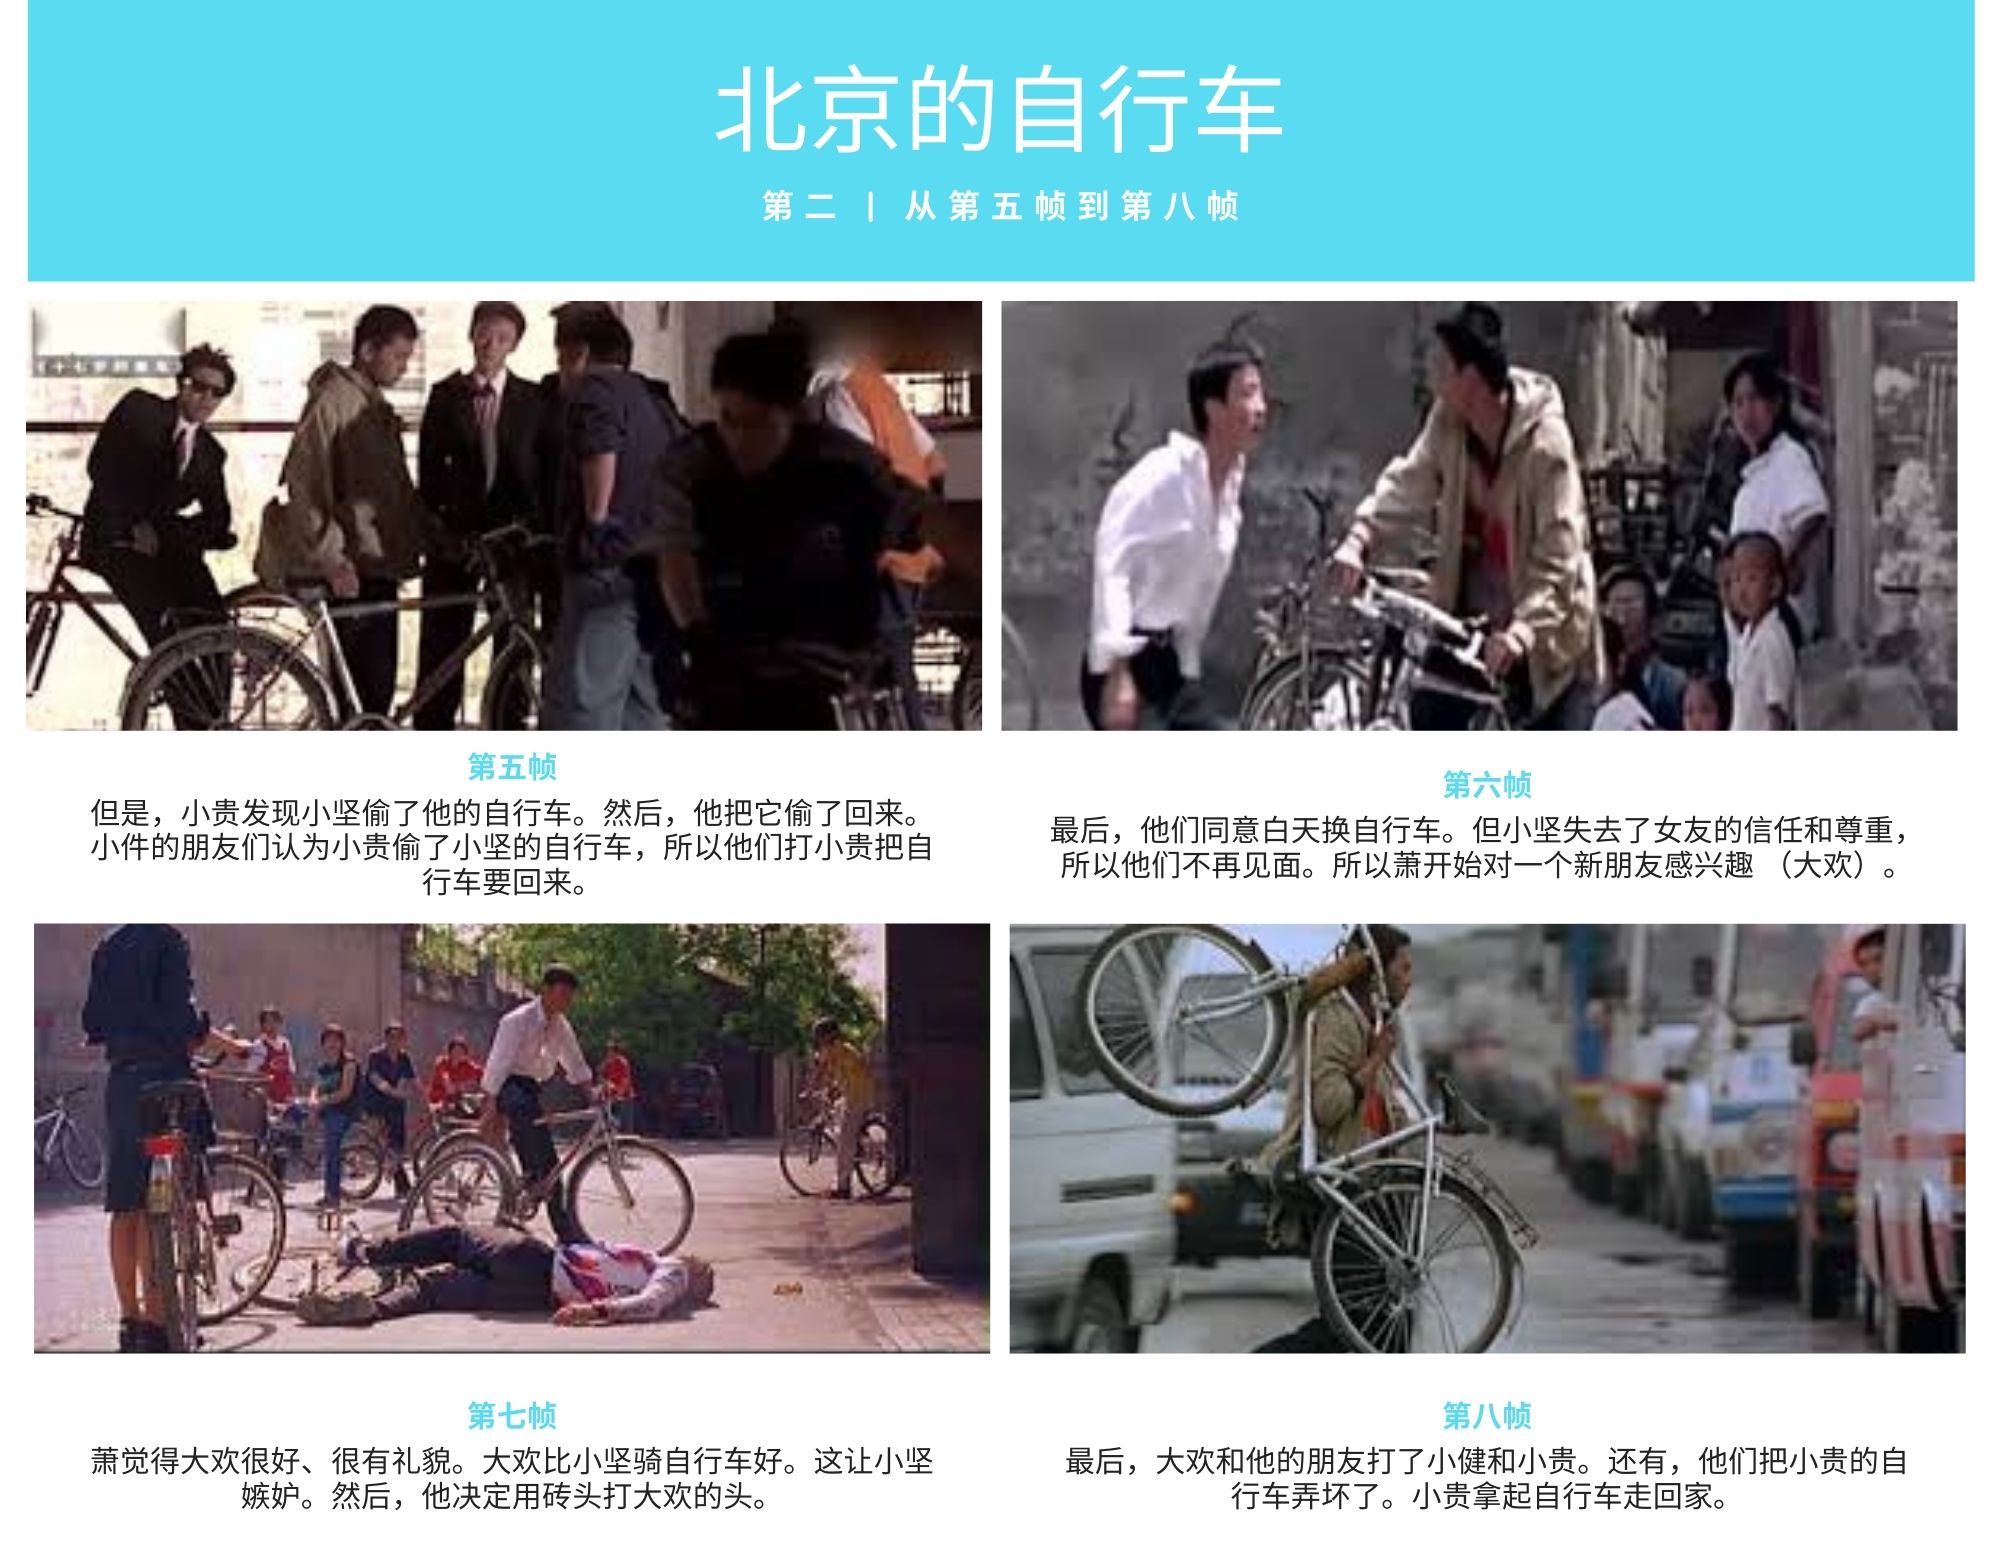 北京的自行车
第二 | 从第五帧到第八帧
第五帧
但是，小贵发现小坚偷了他的自行车。然后，他把它偷了回来。
小件的朋友们认为小贵偷了小坚的自行车，所以他们打小贵把自
行车要回来。
第六帧
最后，他们同意白天换自行车。但小坚失去了女友的信任和尊重，
所以他们不再见面。所以萧开始对一个新朋友感兴趣 （大欢）。
第七帧
萧觉得大欢很好、很有礼貌。大欢比小坚骑自行车好。这让小坚
嫉妒。然后，他决定用砖头打大欢的头。
第八帧
最后，大欢和他的朋友打了小健和小贵。还有，他们把小贵的自
行车弄坏了。小贵拿起自行车走回家。